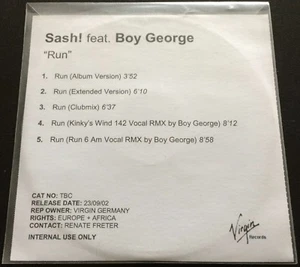 Sash! feat. Boy George
"Run"
1. Run (Album Version) 3'52
2. Run (Extended Version) 6'10
3. Run (Clubmix) 6'37
4. Run (Kinky's Wind 142 Vocal RMX by Boy George) 8'12
5. Run (Run 6 Am Vocal RMX by Boy George) 8'58
CAT NO: TBC
RELEASE DATE: 23/09/02
REP OWNER: VIRGIN GERMANY
RIGHTS: EUROPE + AFRICA
CONTACT: RENATE FRETER
INTERNAL USE ONLY
Virgin
Records